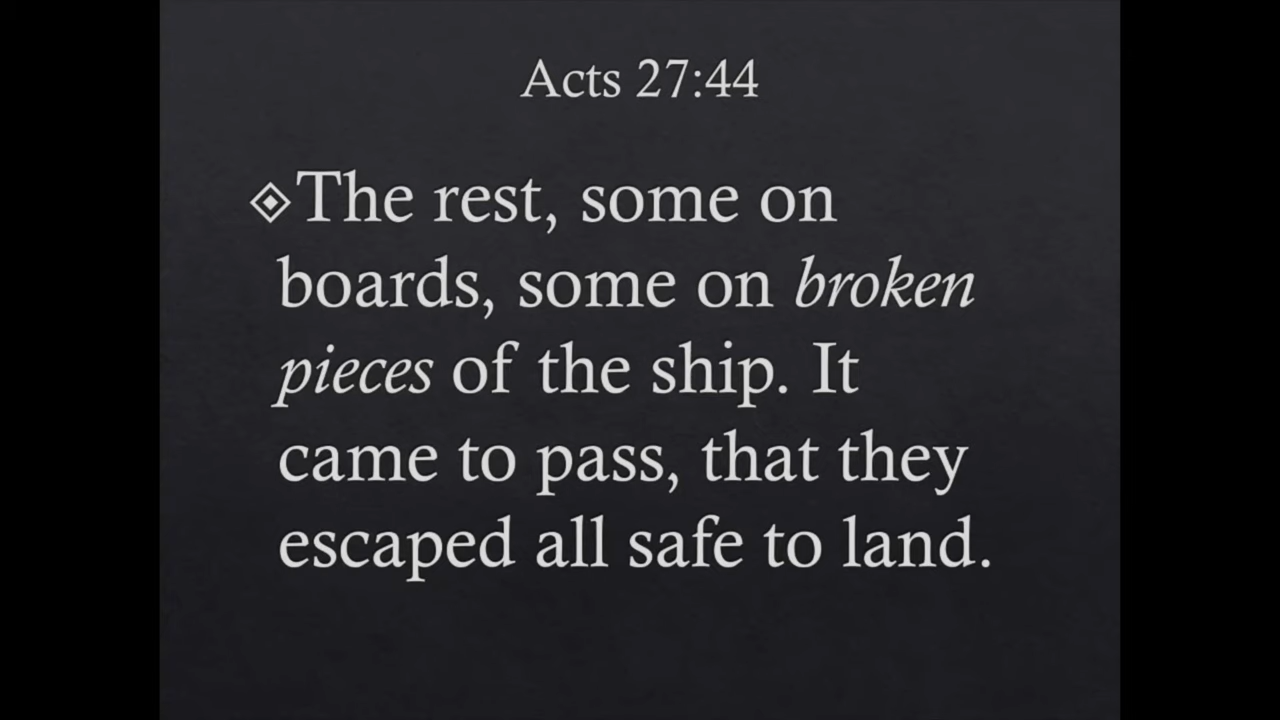 Acts 27:44
The rest, some on
boards, some on broken
pieces of the ship. It
came to pass, that they
escaped all safe to land.